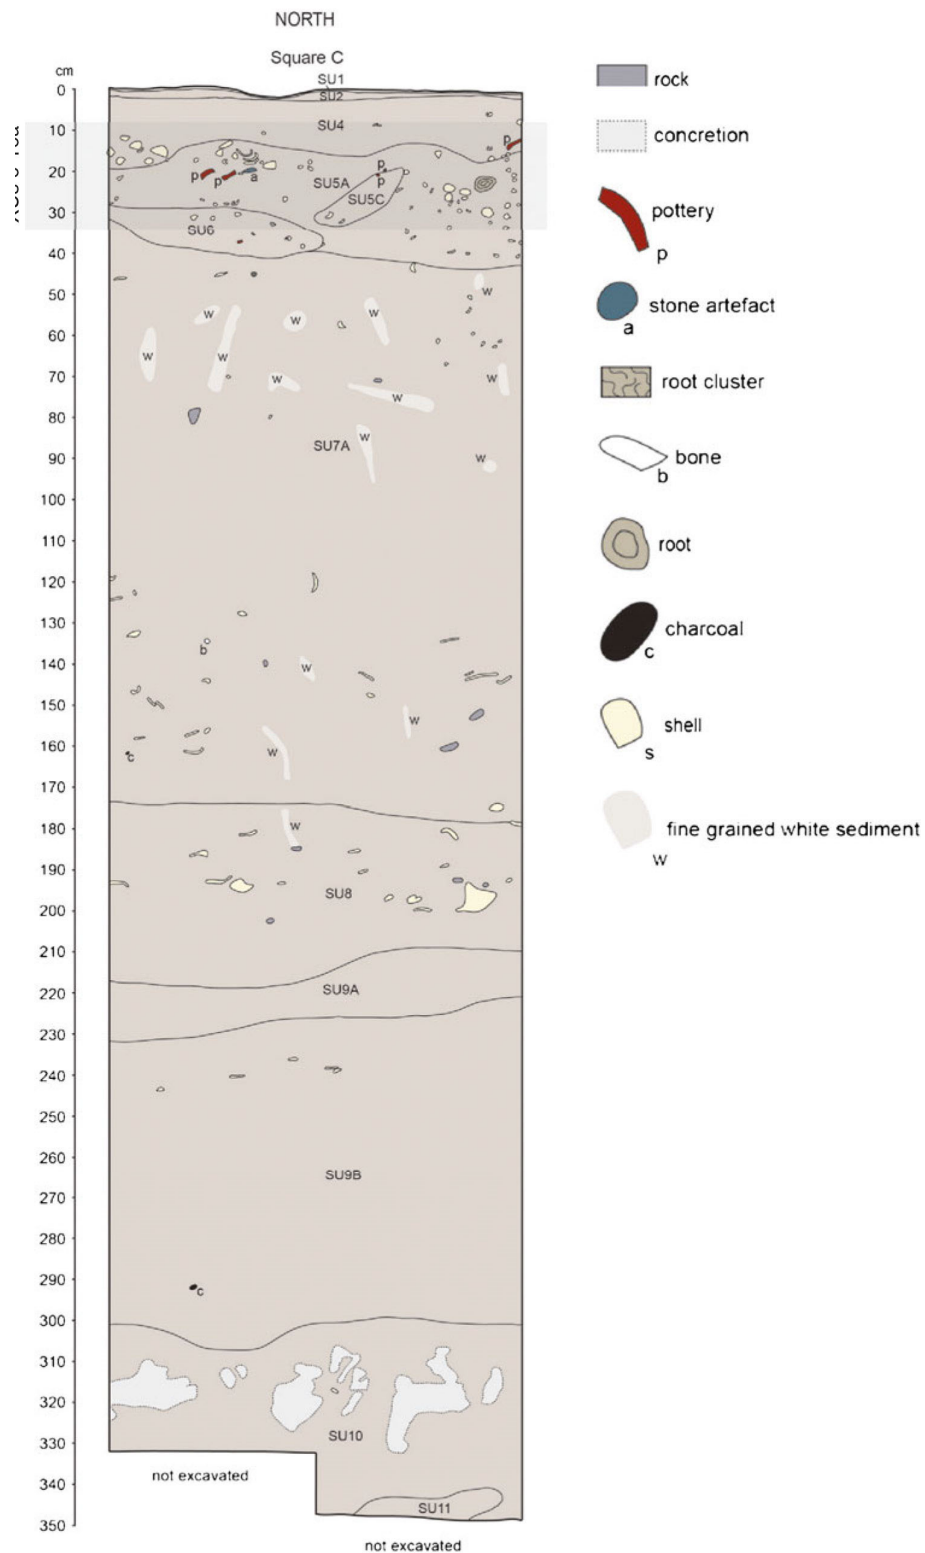 NORTH
Square C
cm
SU1
0
SU2
rock
SU4
10
concretion
p
20
p
p
p
a
SU5A
p
SU5C
pottery
30
p
SU6
40
50
w
stone artefact
w
w
w
a
60
w
w
70
w
w
root cluster
w
80
w
SU7A
90
w
bone
b
100
110
root
120
130
charcoal
b
c
140
w
150
w
shell
160
w
c
s
170
180
w
fine grained white sediment
w
190
SU8
200
210
220
SU9A
230
240
250
260
SU9B
270
280
290
c
300
310
320
330
SU10
not excavated
340
SU11
350
not excavated